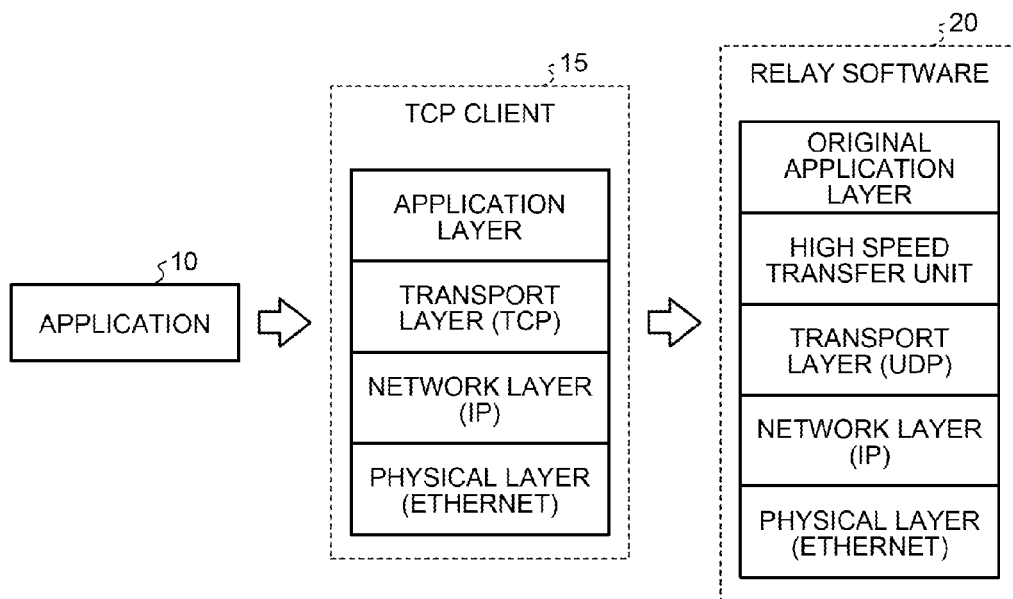 10
APPLICATION
15
TCP CLIENT
APPLICATION
LAYER
TRANSPORT
LAYER (TCP)
NETWORK LAYER
(IP)
PHYSICAL LAYER
(ETHERNET)
20
RELAY SOFTWARE
ORIGINAL
APPLICATION
LAYER
HIGH SPEED
TRANSFER UNIT
TRANSPORT
LAYER (UDP)
NETWORK LAYER
(IP)
PHYSICAL LAYER
(ETHERNET)